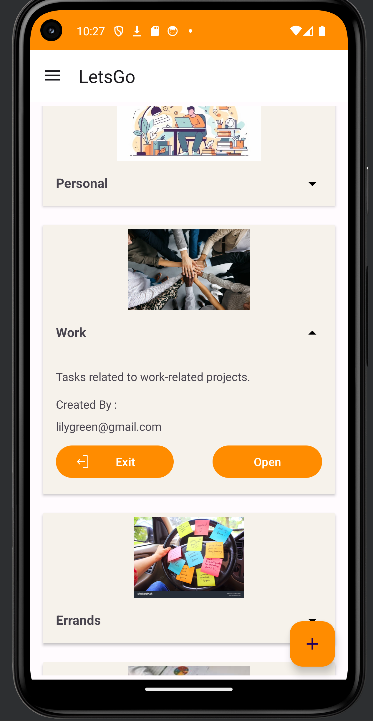 10:27
LetsGo
Personal
Work
Tasks related to work-related projects.
Created By :
lilygreen@gmail.com
Exit
Open
Errands